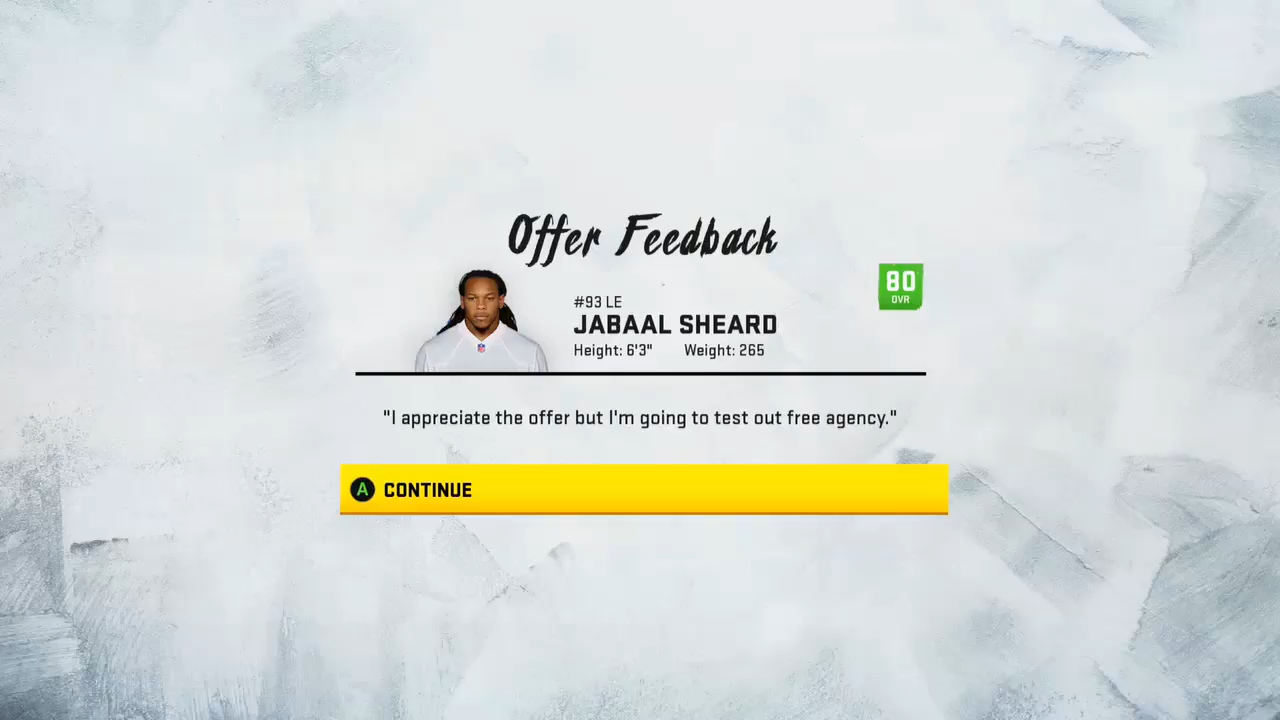 Offer Feedback
80
OVR
#93 LE
JABAAL SHEARD
Height: 6'3" Weight: 265
"I appreciate the offer but I'm going to test out free agency."
A CONTINUE